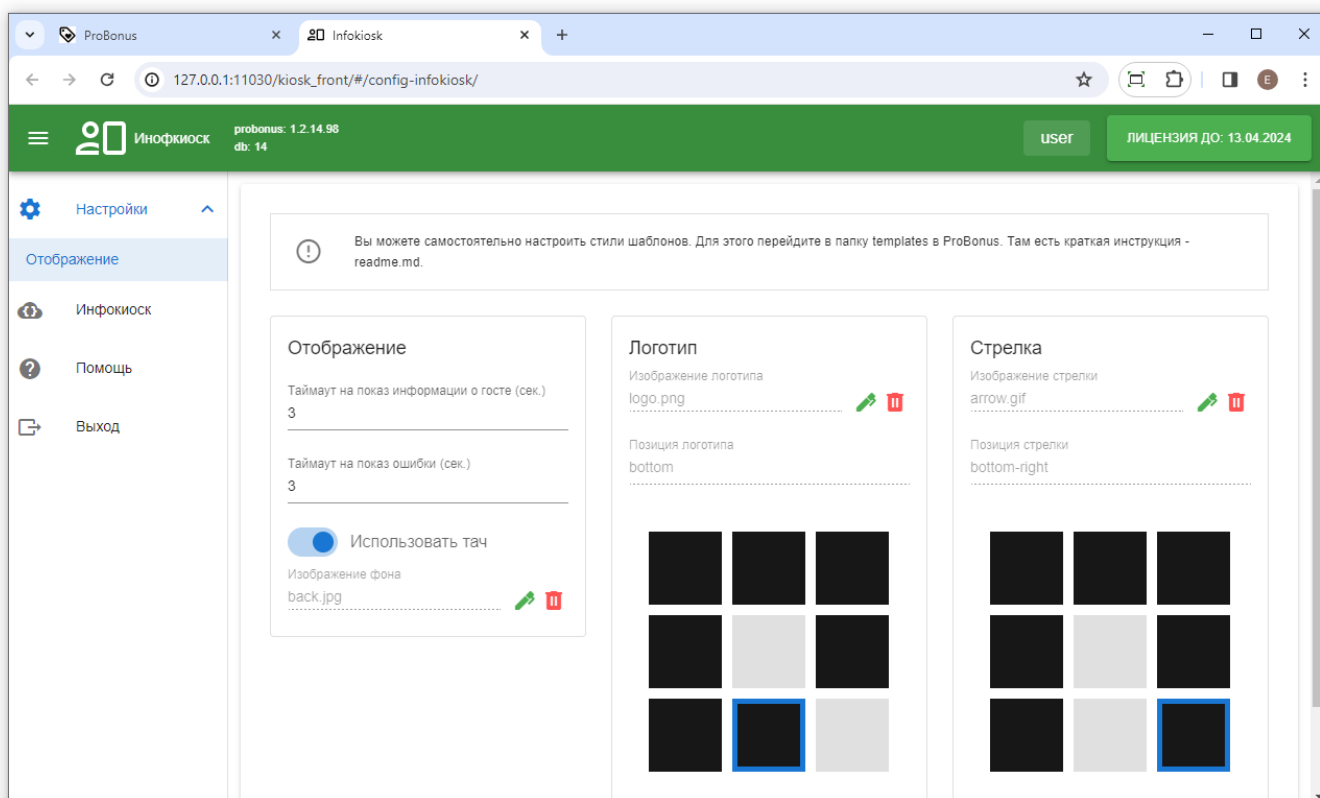 ProBonus
Infokiosk
127.0.0.1:11030/kiosk_front/#/config-infokiosk/
E
Инофкиоск
probonus: 1.2.14.98
db: 14
user
ЛИЦЕНЗИЯ ДО: 13.04.2024
Настройки
Отображение
Инфокиоск
Помощь
Выход
Вы можете самостоятельно настроить стили шаблонов. Для этого перейдите в папку templates в ProBonus. Там есть краткая инструкция -
readme.md.
Отображение
Таймаут на показ информации о госте (сек.)
3
Таймаут на показ ошибки (сек.)
3
Использовать тач
Изображение фона
back.jpg
Логотип
Изображение логотипа
logo.png
Позиция логотипа
bottom
Стрелка
Изображение стрелки
arrow.gif
Позиция стрелки
bottom-right